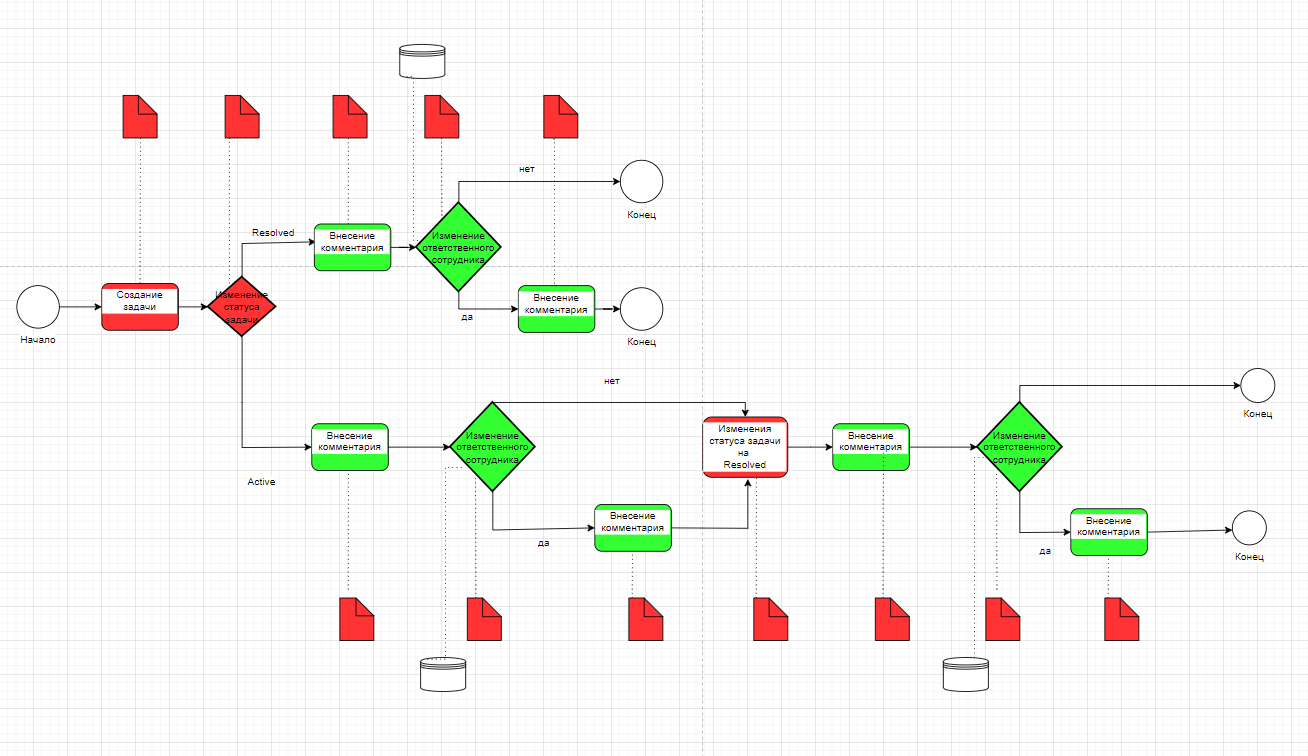 нет
Конец
Resolved
Внесение
комментария
Изменение
ответственного
сотрудника
Создание
задачи
Изменение
статуса
задачи
Начало
да
Внесение
комментария
Конец
нет
Active
Внесение
комментария
Изменение
ответственного
сотрудника
да
Внесение
комментария
Изменения
статуса задачи
на
Resolved
Внесение
комментария
Изменение
ответственного
сотрудника
Конец
да
Внесение
комментария
Конец